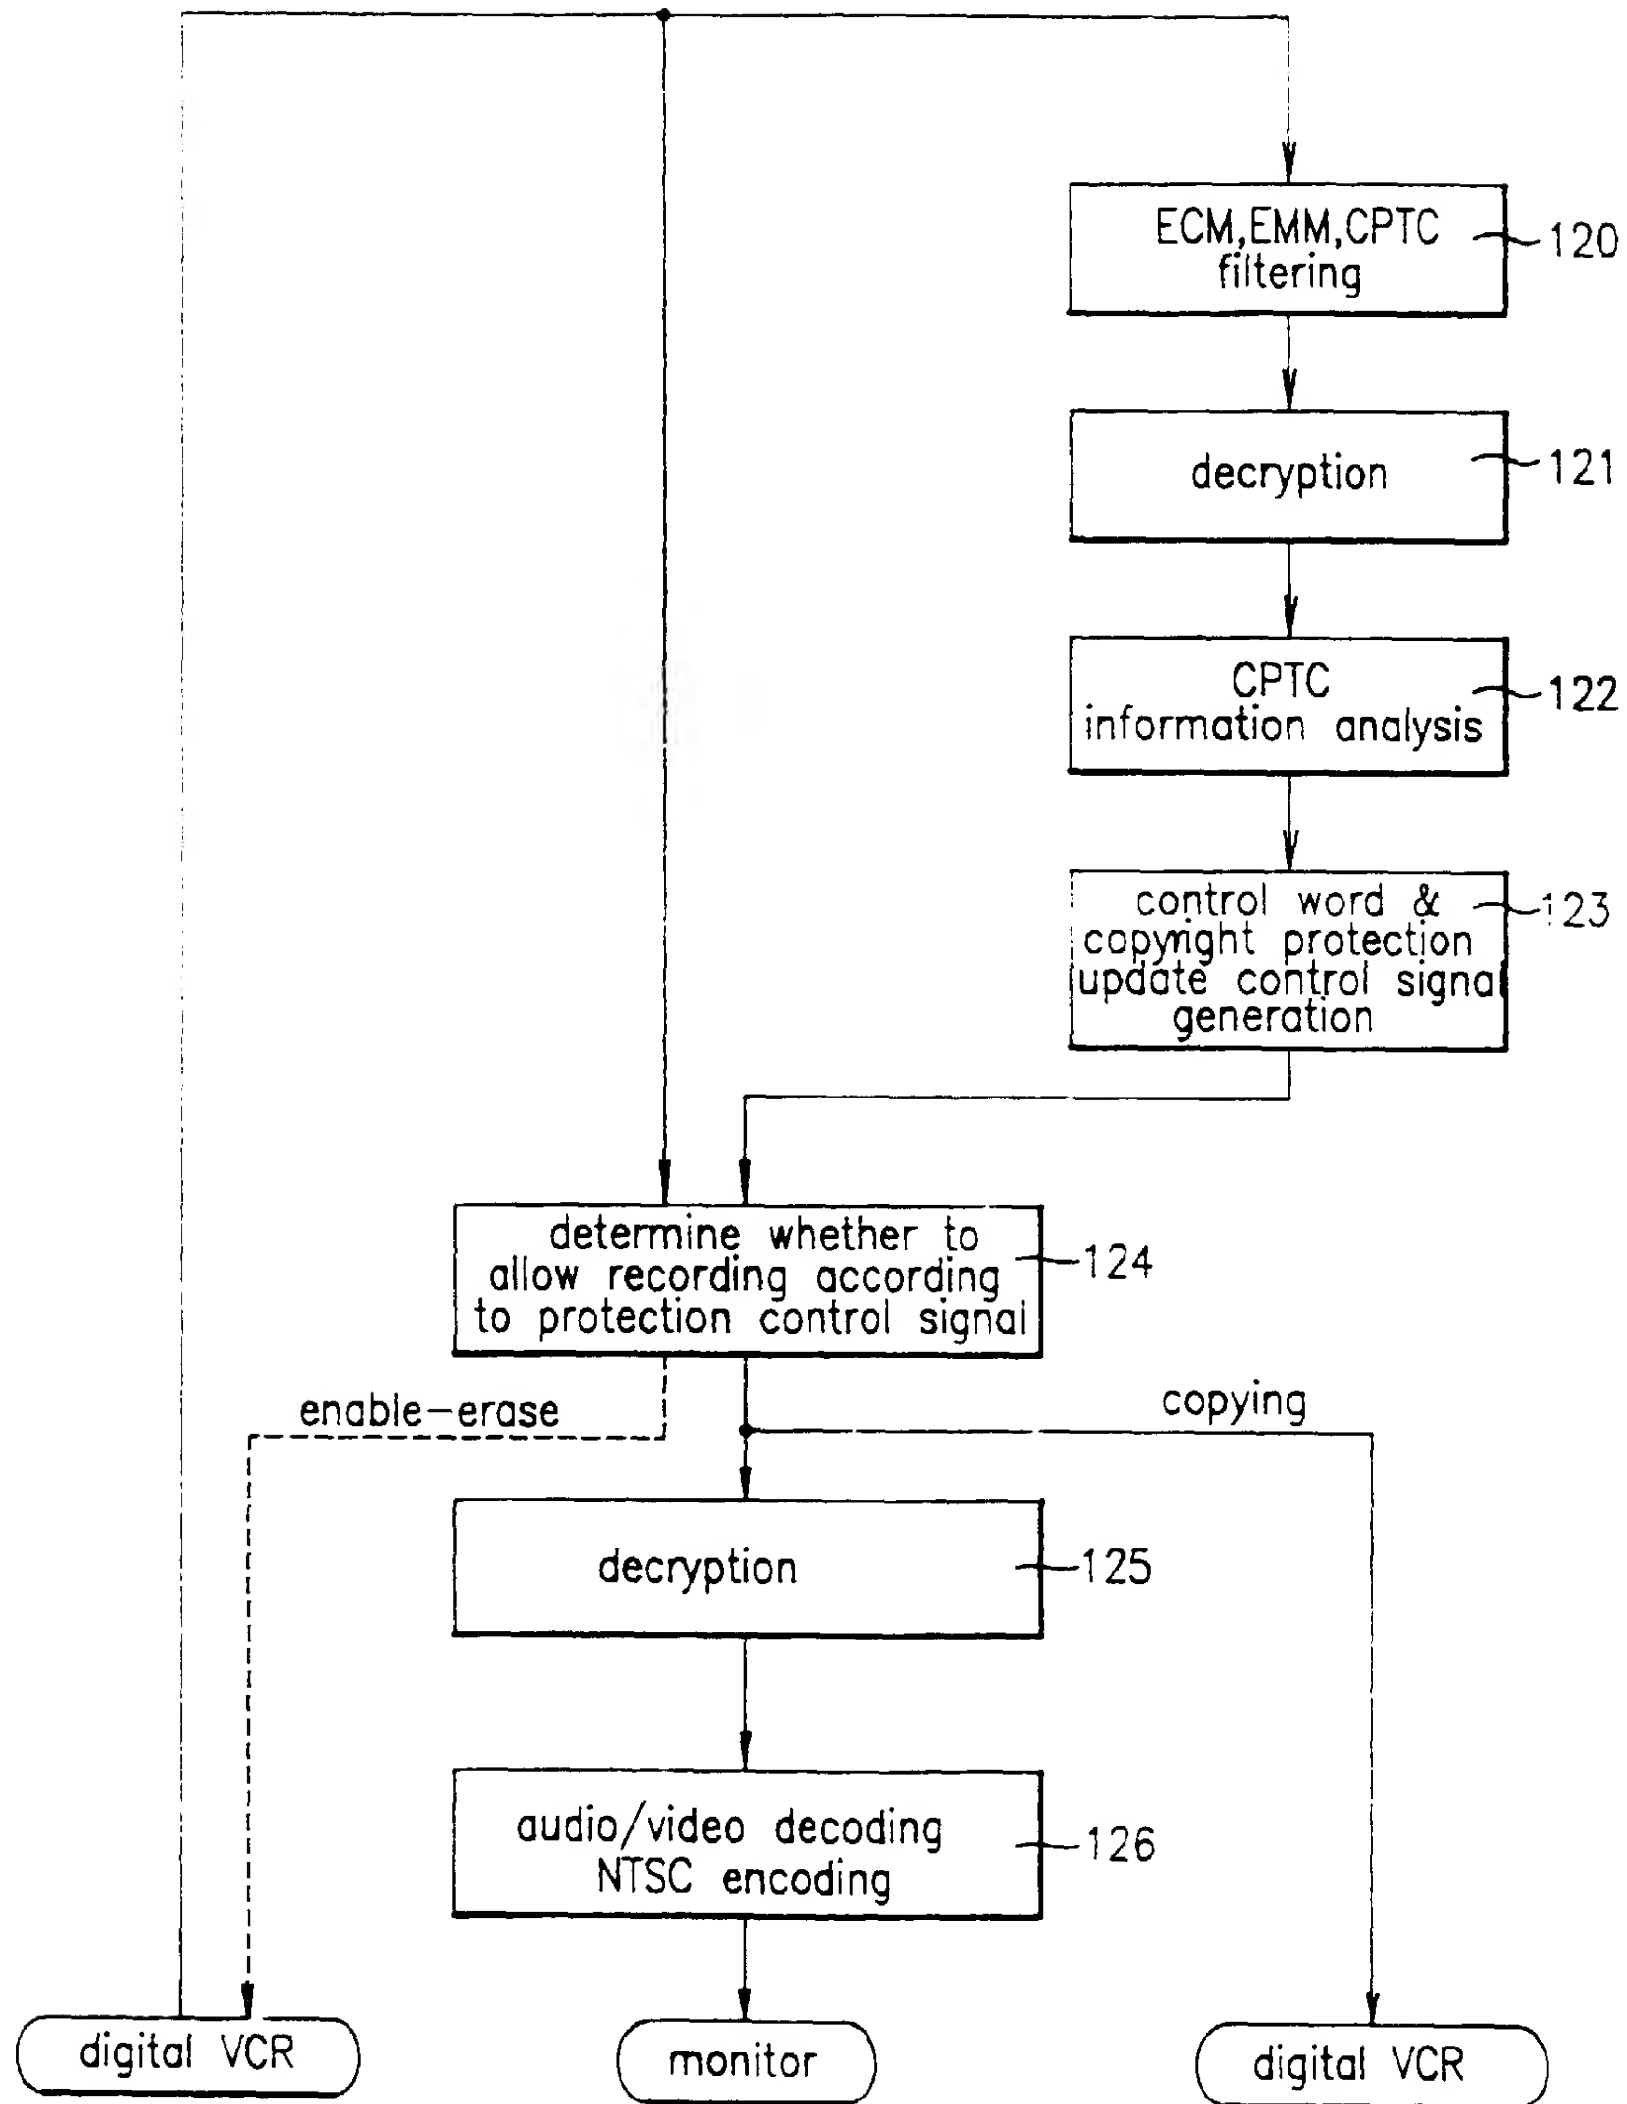 ECM,EMM,CPTC
filtering
120
decryption
121
CPTC
information analysis
122
control word &
copyright protection
update control signal
generation
123
determine whether to
allow recording according
to protection control signal
124
enable-erase
copying
decryption
125
audio/video decoding
NTSC encoding
126
digital VCR
monitor
digital VCR